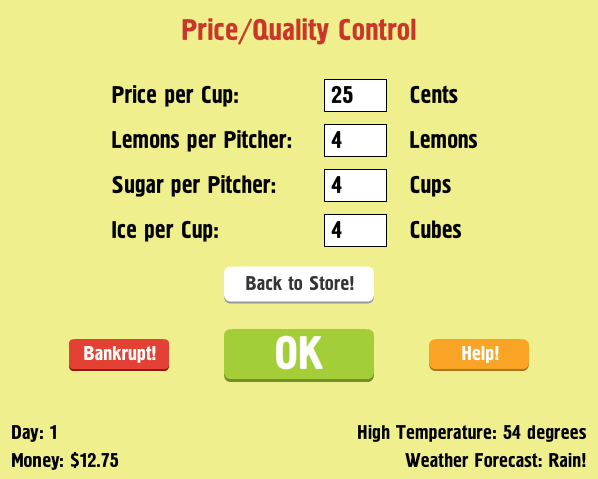 Price/Quality Control
Price per Cup: 25 Cents
Lemons per Pitcher: 4 Lemons
Sugar per Pitcher: 4 Cups
Ice per Cup: 4 Cubes
Back to Store!
Bankrupt! OK Help!
Day: 1 High Temperature: 54 degrees
Money: $12.75 Weather Forecast: Rain!